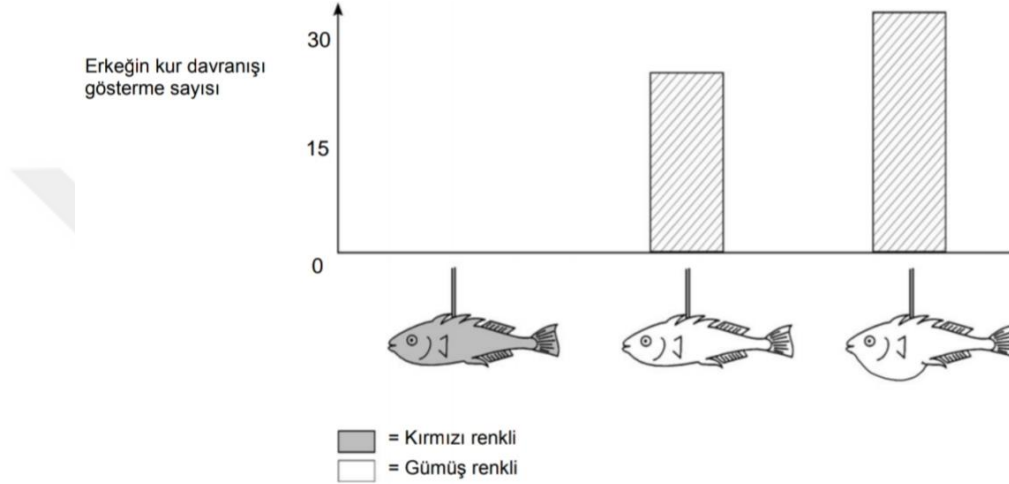 30
Erkeğin kur davranışı
gösterme sayısı
15
0
= Kırmızı renkli
= Gümüş renkli